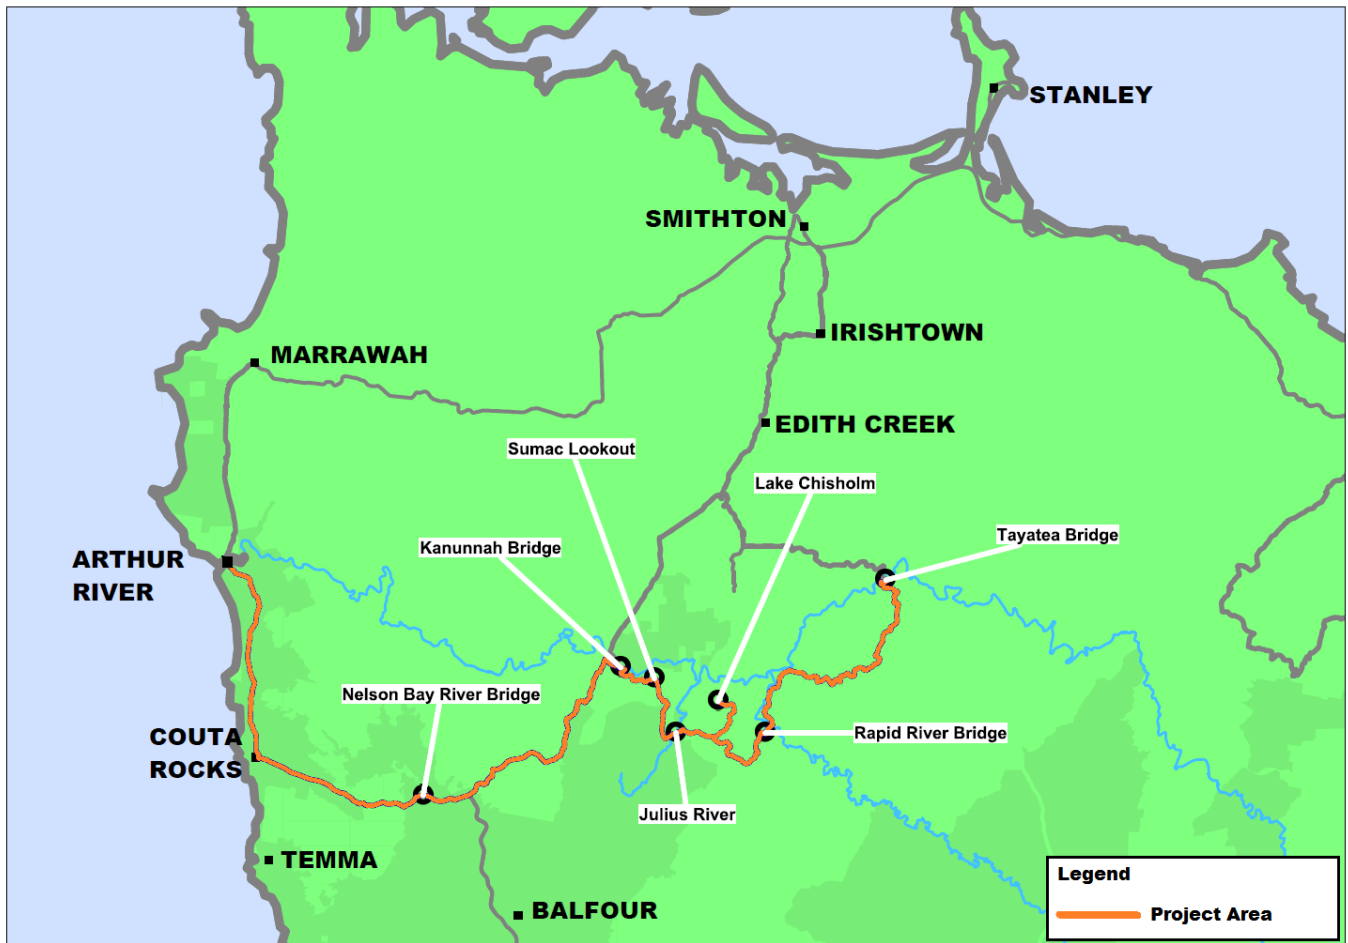 STANLEY
SMITHTON
IRISHTOWN
MARRAWAH
EDITH CREEK
Sumac Lookout
Lake Chisholm
Tayatea Bridge
Kanunnah Bridge
ARTHUR
RIVER
Nelson Bay River Bridge
Rapid River Bridge
COUTA
ROCKS
Julius River
TEMMA
BALFOUR
Legend
Project Area